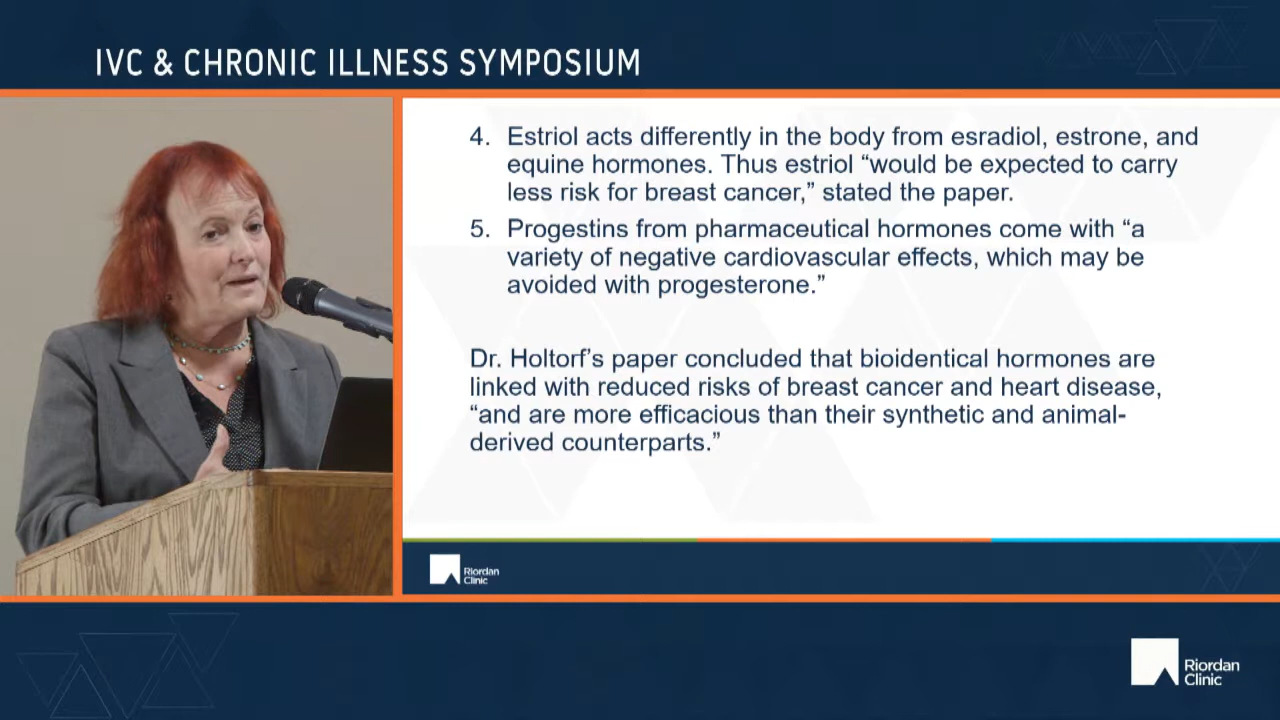 IVC & CHRONIC ILLNESS SYMPOSIUM
4. Estriol acts differently in the body from esradiol, estrone, and
equine hormones. Thus estriol “would be expected to carry
less risk for breast cancer,” stated the paper.
5. Progestins from pharmaceutical hormones come with “a
variety of negative cardiovascular effects, which may be
avoided with progesterone.”
Dr. Holtorf’s paper concluded that bioidentical hormones are
linked with reduced risks of breast cancer and heart disease,
“and are more efficacious than their synthetic and animal-
derived counterparts.”
Riordan
Clinic
Riordan
Clinic